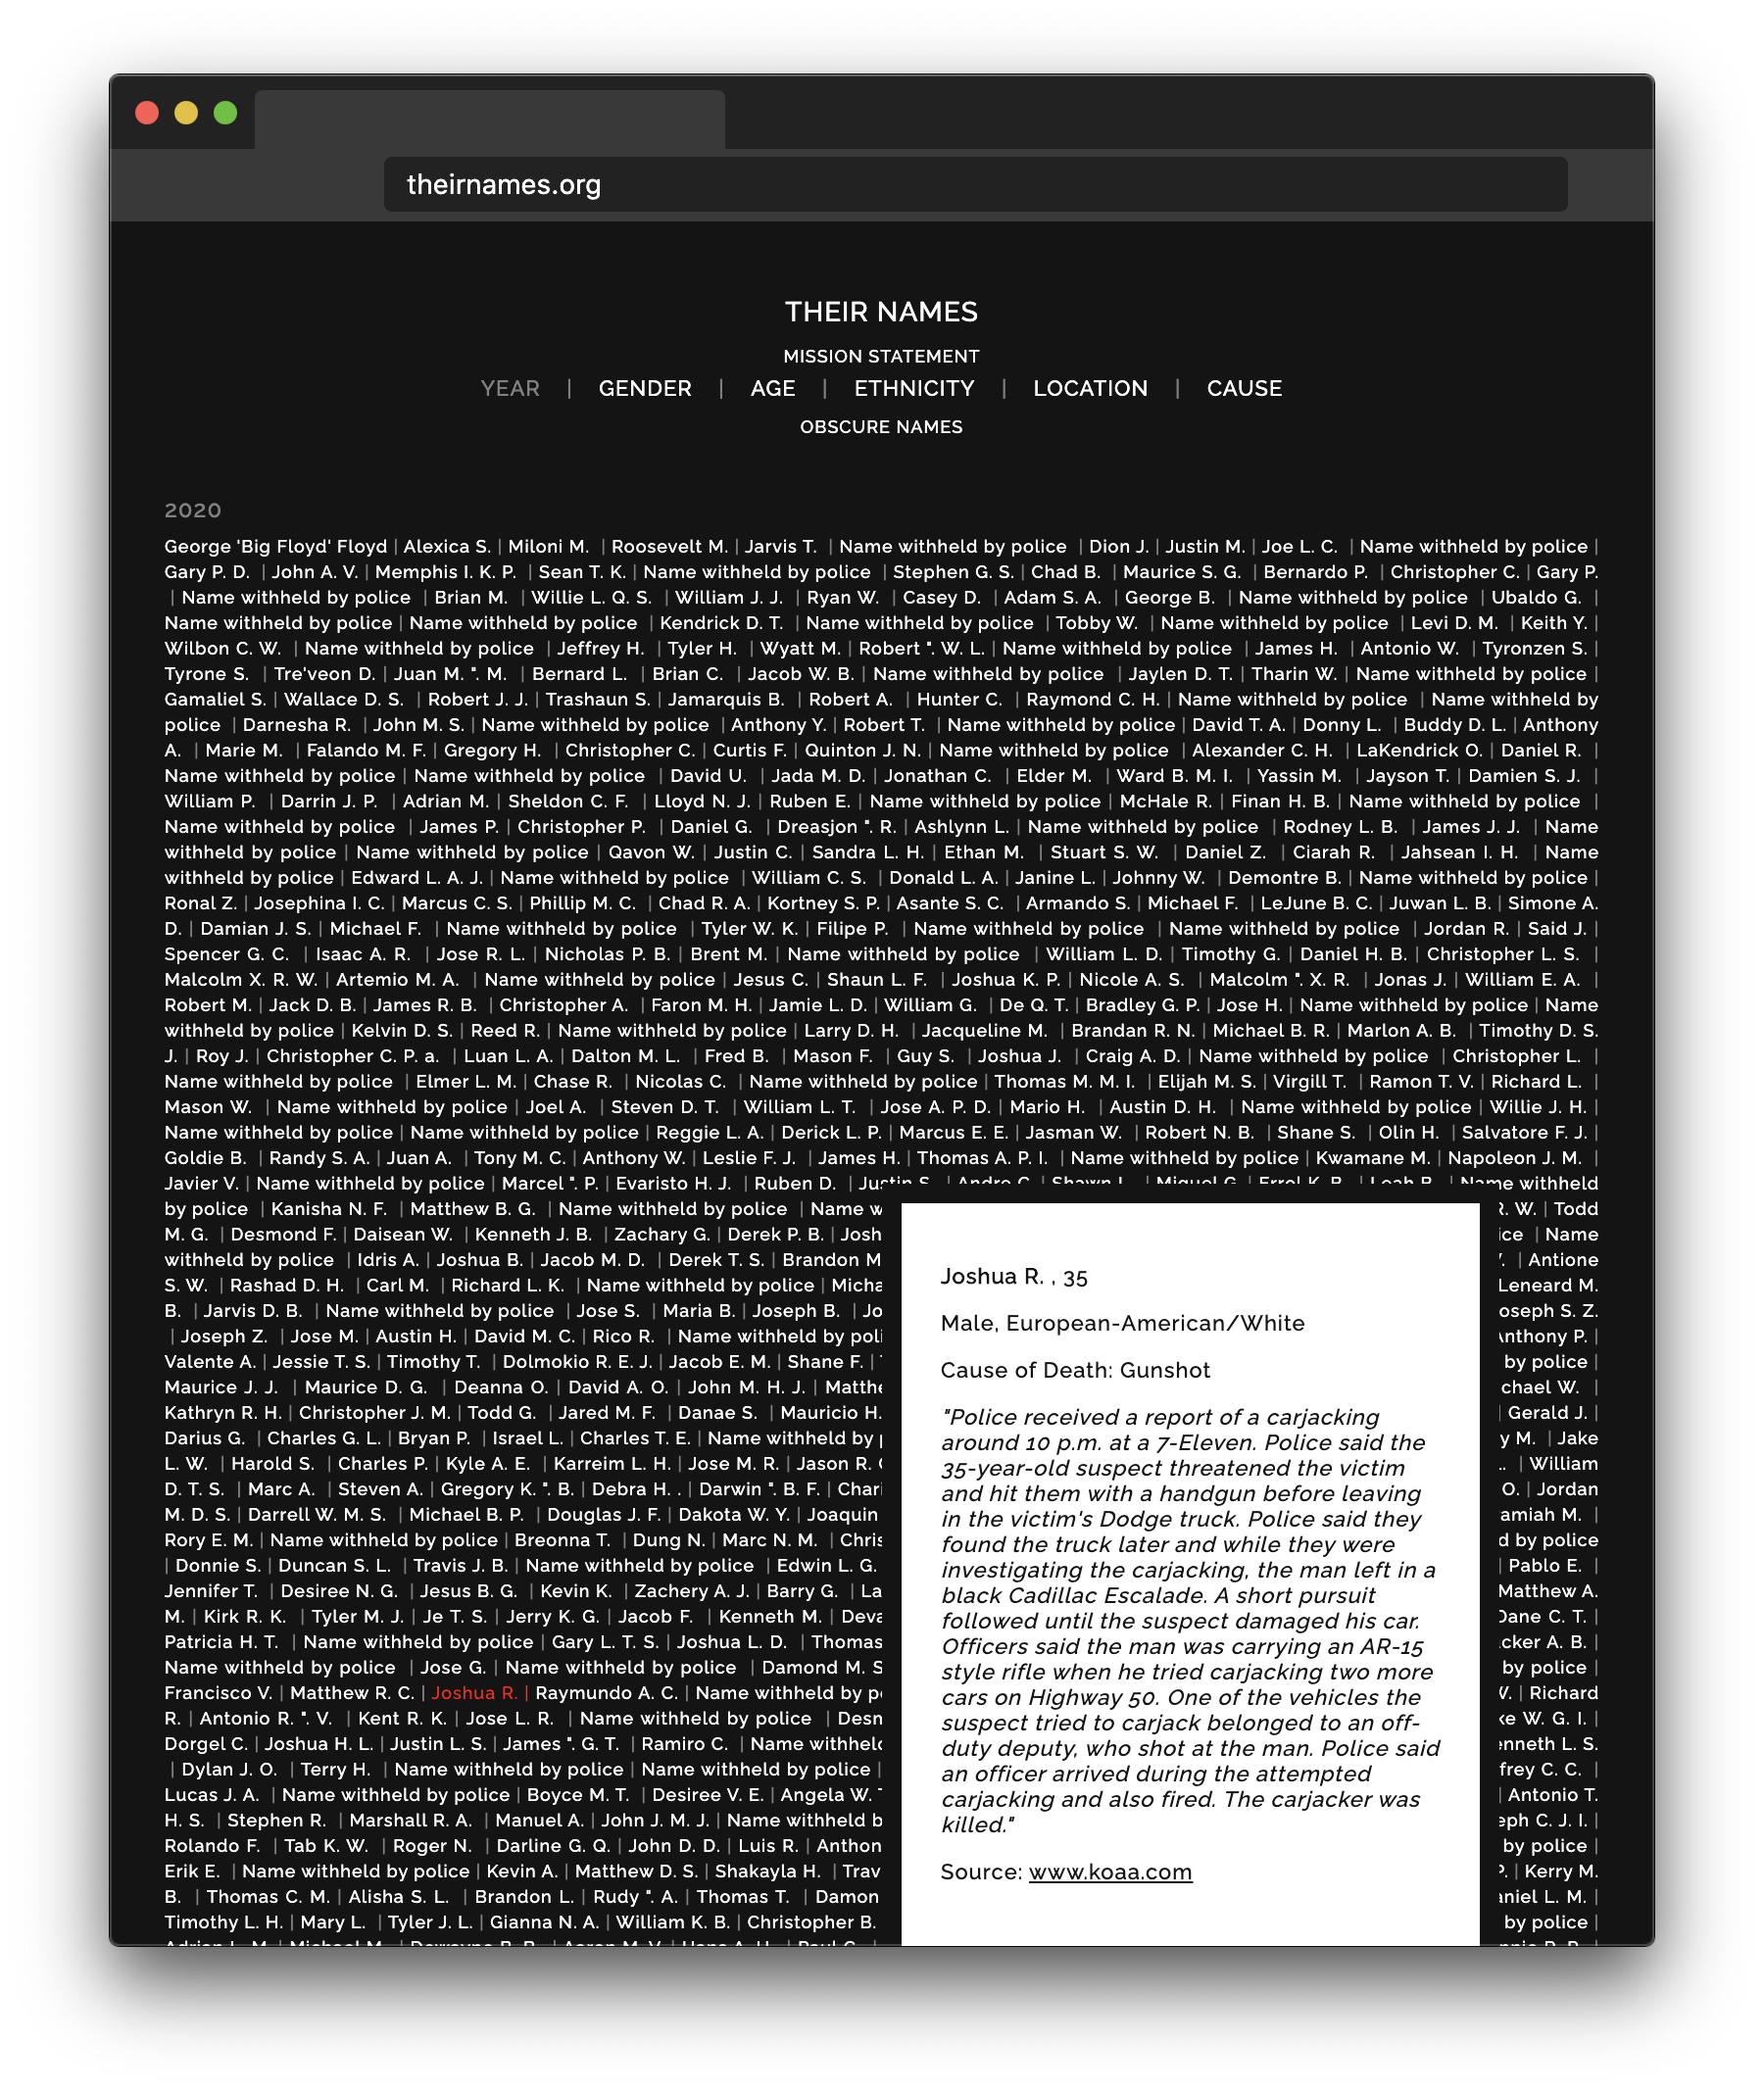 theirnames.org
THEIR NAMES
MISSION STATEMENT
YEAR | GENDER | AGE | ETHNICITY | LOCATION | CAUSE
OBSCURE NAMES
2020
George 'Big Floyd' Floyd | Alexica S. | Miloni M. | Roosevelt M. | Jarvis T. | Name withheld by police | Dion J. | Justin M. | Joe L. C. | Name withheld by police |
Gary P. D. | John A. V. | Memphis I. K. P. | Sean T. K. | Name withheld by police | Stephen G. S. | Chad B. | Maurice S. G. | Bernardo P. | Christopher C. | Gary P.
| Name withheld by police | Brian M. | Willie L. Q. S. | William J. J. | Ryan W. | Casey D. | Adam S. A. | George B. | Name withheld by police | Ubaldo G. |
Name withheld by police | Name withheld by police | Kendrick D. T. | Name withheld by police | Tobby W. | Name withheld by police | Levi D. M. | Keith Y. |
Wilbon C. W. | Name withheld by police | Jeffrey H. | Tyler H. | Wyatt M. | Robert ". W. L. | Name withheld by police | James H. | Antonio W. | Tyronzen S. |
Tyrone S. | Tre'veon D. | Juan M. ". M. | Bernard L. | Brian C. | Jacob W. B. | Name withheld by police | Jaylen D. T. | Tharin W. | Name withheld by police |
Gamaliel S. | Wallace D. S. | Robert J. J. | Trashaun S. | Jamarquis B. | Robert A. | Hunter C. | Raymond C. H. | Name withheld by police | Name withheld by
police | Darnesha R. | John M. S. | Name withheld by police | Anthony Y. | Robert T. | Name withheld by police | David T. A. | Donny L. | Buddy D. L. | Anthony
A. | Marie M. | Falando M. F. | Gregory H. | Christopher C. | Curtis F. | Quinton J. N. | Name withheld by police | Alexander C. H. | LaKendrick O. | Daniel R. |
Name withheld by police | Name withheld by police | David U. | Jada M. D. | Jonathan C. | Elder M. | Ward B. M. I. | Yassin M. | Jayson T. | Damien S. J. |
William P. | Darrin J. P. | Adrian M. | Sheldon C. F. | Lloyd N. J. | Ruben E. | Name withheld by police | McHale R. | Finan H. B. | Name withheld by police |
Name withheld by police | James P. | Christopher P. | Daniel G. | Dreasjon ". R. | Ashlynn L. | Name withheld by police | Rodney L. B. | James J. J. | Name
withheld by police | Name withheld by police | Qavon W. | Justin C. | Sandra L. H. | Ethan M. | Stuart S. W. | Daniel Z. | Ciarah R. | Jahsean I. H. | Name
withheld by police | Edward L. A. J. | Name withheld by police | William C. S. | Donald L. A. | Janine L. | Johnny W. | Demontre B. | Name withheld by police |
Ronal Z. | Josephina I. C. | Marcus C. S. | Phillip M. C. | Chad R. A. | Kortney S. P. | Asante S. C. | Armando S. | Michael F. | LeJune B. C. | Juwan L. B. | Simone A.
D. | Damian J. S. | Michael F. | Name withheld by police | Tyler W. K. | Filipe P. | Name withheld by police | Name withheld by police | Jordan R. | Said J. |
Spencer G. C. | Isaac A. R. | Jose R. L. | Nicholas P. B. | Brent M. | Name withheld by police | William L. D. | Timothy G. | Daniel H. B. | Christopher L. S. |
Malcolm X. R. W. | Artemio M. A. | Name withheld by police | Jesus C. | Shaun L. F. | Joshua K. P. | Nicole A. S. | Malcolm ". X. R. | Jonas J. | William E. A. |
Robert M. | Jack D. B. | James R. B. | Christopher A. | Faron M. H. | Jamie L. D. | William G. | De Q. T. | Bradley G. P. | Jose H. | Name withheld by police | Name
withheld by police | Kelvin D. S. | Reed R. | Name withheld by police | Larry D. H. | Jacqueline M. | Brandan R. N. | Michael B. R. | Marlon A. B. | Timothy D. S.
J. | Roy J. | Christopher C. P. a. | Luan L. A. | Dalton M. L. | Fred B. | Mason F. | Guy S. | Joshua J. | Craig A. D. | Name withheld by police | Christopher L. |
Name withheld by police | Elmer L. M. | Chase R. | Nicolas C. | Name withheld by police | Thomas M. M. I. | Elijah M. S. | Virgill T. | Ramon T. V. | Richard L. |
Mason W. | Name withheld by police | Joel A. | Steven D. T. | William L. T. | Jose A. P. D. | Mario H. | Austin D. H. | Name withheld by police | Willie J. H. |
Name withheld by police | Name withheld by police | Reggie L. A. | Derick L. P. | Marcus E. E. | Jasman W. | Robert N. B. | Shane S. | Olin H. | Salvatore F. J. |
Goldie B. | Randy S. A. | Juan A. | Tony M. C. | Anthony W. | Leslie F. J. | James H. | Thomas A. P. I. | Name withheld by police | Kwamane M. | Napoleon J. M. |
Javier V. | Name withheld by police | Marcel ". P. | Evaristo H. J. | Ruben D. | Justin S. | Andre C. | Shawn L. | Miguel G. | Errol K. B. | Leah B. | Name withheld
by police | Kanisha N. F. | Matthew B. G. | Name withheld by police | Name w R. W. | Todd
M. G. | Desmond F. | Daisean W. | Kenneth J. B. | Zachary G. | Derek P. B. | Josh ice | Name
withheld by police | Idris A. | Joshua B. | Jacob M. D. | Derek T. S. | Brandon M | Antione
S. W. | Rashad D. H. | Carl M. | Richard L. K. | Name withheld by police | Micha Leneard M.
B. | Jarvis D. B. | Name withheld by police | Jose S. | Maria B. | Joseph B. | Jo oseph S. Z.
| Joseph Z. | Jose M. | Austin H. | David M. C. | Rico R. | Name withheld by poli Anthony P. |
Valente A. | Jessie T. S. | Timothy T. | Dolmokio R. E. J. | Jacob E. M. | Shane F. | by police |
Maurice J. J. | Maurice D. G. | Deanna O. | David A. O. | John M. H. J. | Matthe chael W. |
Kathryn R. H. | Christopher J. M. | Todd G. | Jared M. F. | Danae S. | Mauricio H. | Gerald J. |
Darius G. | Charles G. L. | Bryan P. | Israel L. | Charles T. E. | Name withheld by y M. | Jake
L. W. | Harold S. | Charles P. | Kyle A. E. | Karreim L. H. | Jose M. R. | Jason R. | William
D. T. S. | Marc A. | Steven A. | Gregory K. ". B. | Debra H. . | Darwin ". B. F. | Char O. | Jordan
M. D. S. | Darrell W. M. S. | Michael B. P. | Douglas J. F. | Dakota W. Y. | Joaquin amiah M. |
Rory E. M. | Name withheld by police | Breonna T. | Dung N. | Marc N. M. | Chris d by police
| Donnie S. | Duncan S. L. | Travis J. B. | Name withheld by police | Edwin L. G. | Pablo E. |
Jennifer T. | Desiree N. G. | Jesus B. G. | Kevin K. | Zachery A. J. | Barry G. | La Matthew A.
M. | Kirk R. K. | Tyler M. J. | Je T. S. | Jerry K. G. | Jacob F. | Kenneth M. | Deva Dane C. T. |
Patricia H. T. | Name withheld by police | Gary L. T. S. | Joshua L. D. | Thomas cker A. B. |
Name withheld by police | Jose G. | Name withheld by police | Damond M. S by police |
Francisco V. | Matthew R. C. | Joshua R. | Raymundo A. C. | Name withheld by p V. | Richard
R. | Antonio R. ". V. | Kent R. K. | Jose L. R. | Name withheld by police | Desm ke W. G. I. |
Dorgel C. | Joshua H. L. | Justin L. S. | James ". G. T. | Ramiro C. | Name withheld enneth L. S.
| Dylan J. O. | Terry H. | Name withheld by police | Name withheld by police | frey C. C. |
Lucas J. A. | Name withheld by police | Boyce M. T. | Desiree V. E. | Angela W. | Antonio T.
H. S. | Stephen R. | Marshall R. A. | Manuel A. | John J. M. J. | Name withheld b eph C. J. I. |
Rolando F. | Tab K. W. | Roger N. | Darline G. Q. | John D. D. | Luis R. | Anthon by police |
Erik E. | Name withheld by police | Kevin A. | Matthew D. S. | Shakayla H. | Trav P. | Kerry M.
B. | Thomas C. M. | Alisha S. L. | Brandon L. | Rudy ". A. | Thomas T. | Damon aniel L. M. |
Timothy L. H. | Mary L. | Tyler J. L. | Gianna N. A. | William K. B. | Christopher B. by police |
Joshua R. , 35
Male, European-American/White
Cause of Death: Gunshot
"Police received a report of a carjacking
around 10 p.m. at a 7-Eleven. Police said the
35-year-old suspect threatened the victim
and hit them with a handgun before leaving
in the victim's Dodge truck. Police said they
found the truck later and while they were
investigating the carjacking, the man left in a
black Cadillac Escalade. A short pursuit
followed until the suspect damaged his car.
Officers said the man was carrying an AR-15
style rifle when he tried carjacking two more
cars on Highway 50. One of the vehicles the
suspect tried to carjack belonged to an off-
duty deputy, who shot at the man. Police said
an officer arrived during the attempted
carjacking and also fired. The carjacker was
killed."
Source: www.koaa.com